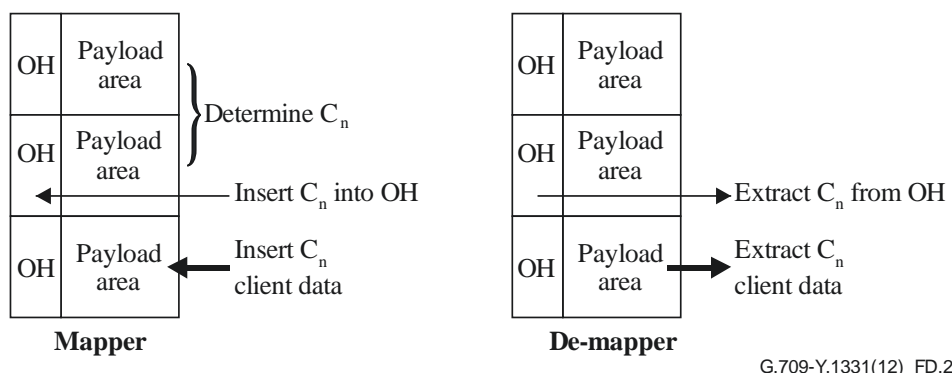 OH Payload area
Determine Cn
OH Payload area
Insert Cn into OH
OH Payload area
Insert Cn
client data
Mapper
OH Payload area
OH Payload area
Extract Cn from OH
OH Payload area
Extract Cn
client data
De-mapper
G.709-Y.1331(12)_FD.2